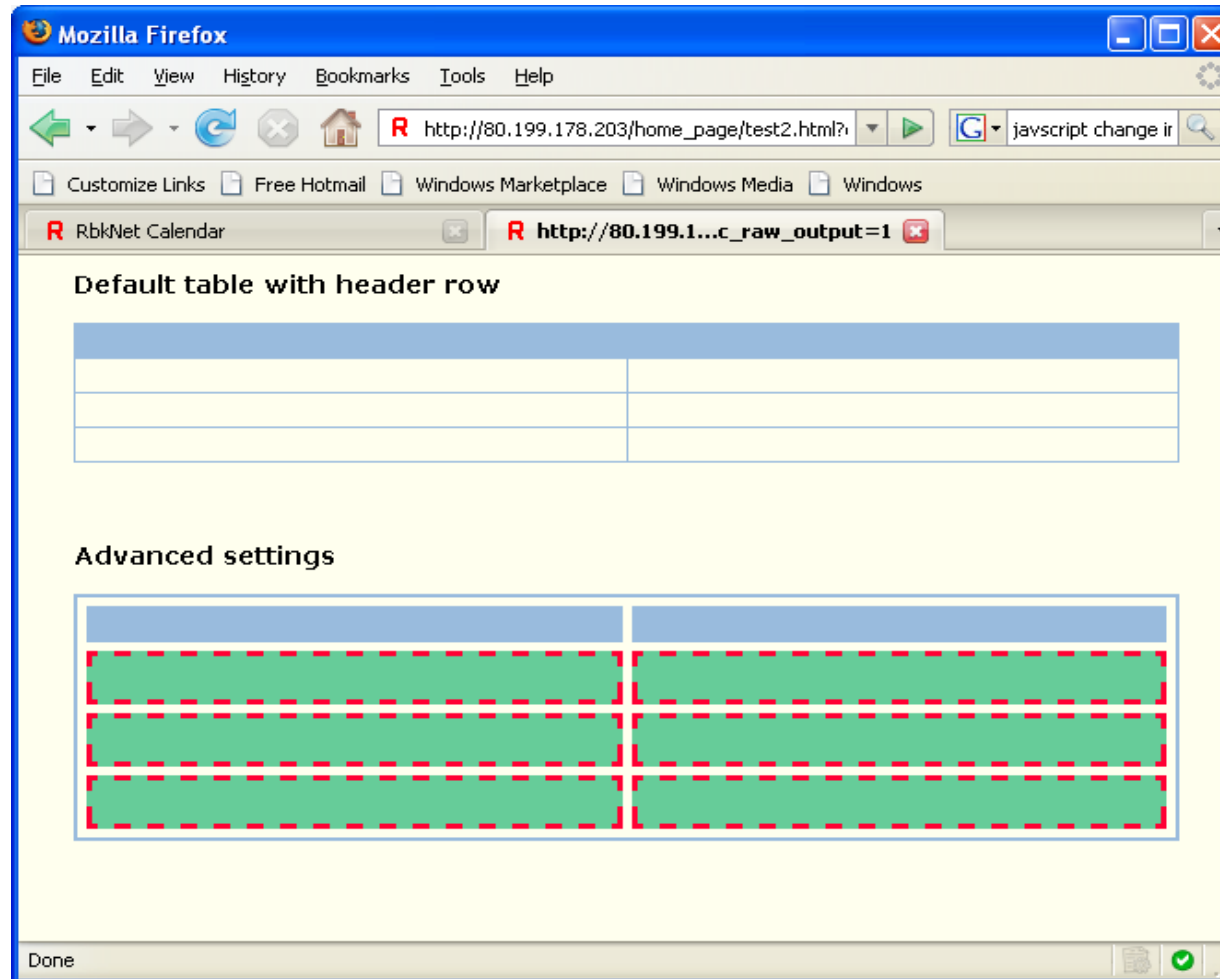 Mozilla Firefox
File Edit View History Bookmarks Tools Help
R http://80.199.178.203/home_page/test2.html? G javscript change ir
Customize Links Free Hotmail Windows Marketplace Windows Media Windows
R RbkNet Calendar R http://80.199.1...c_raw_output=1
Default table with header row
Advanced settings
Done